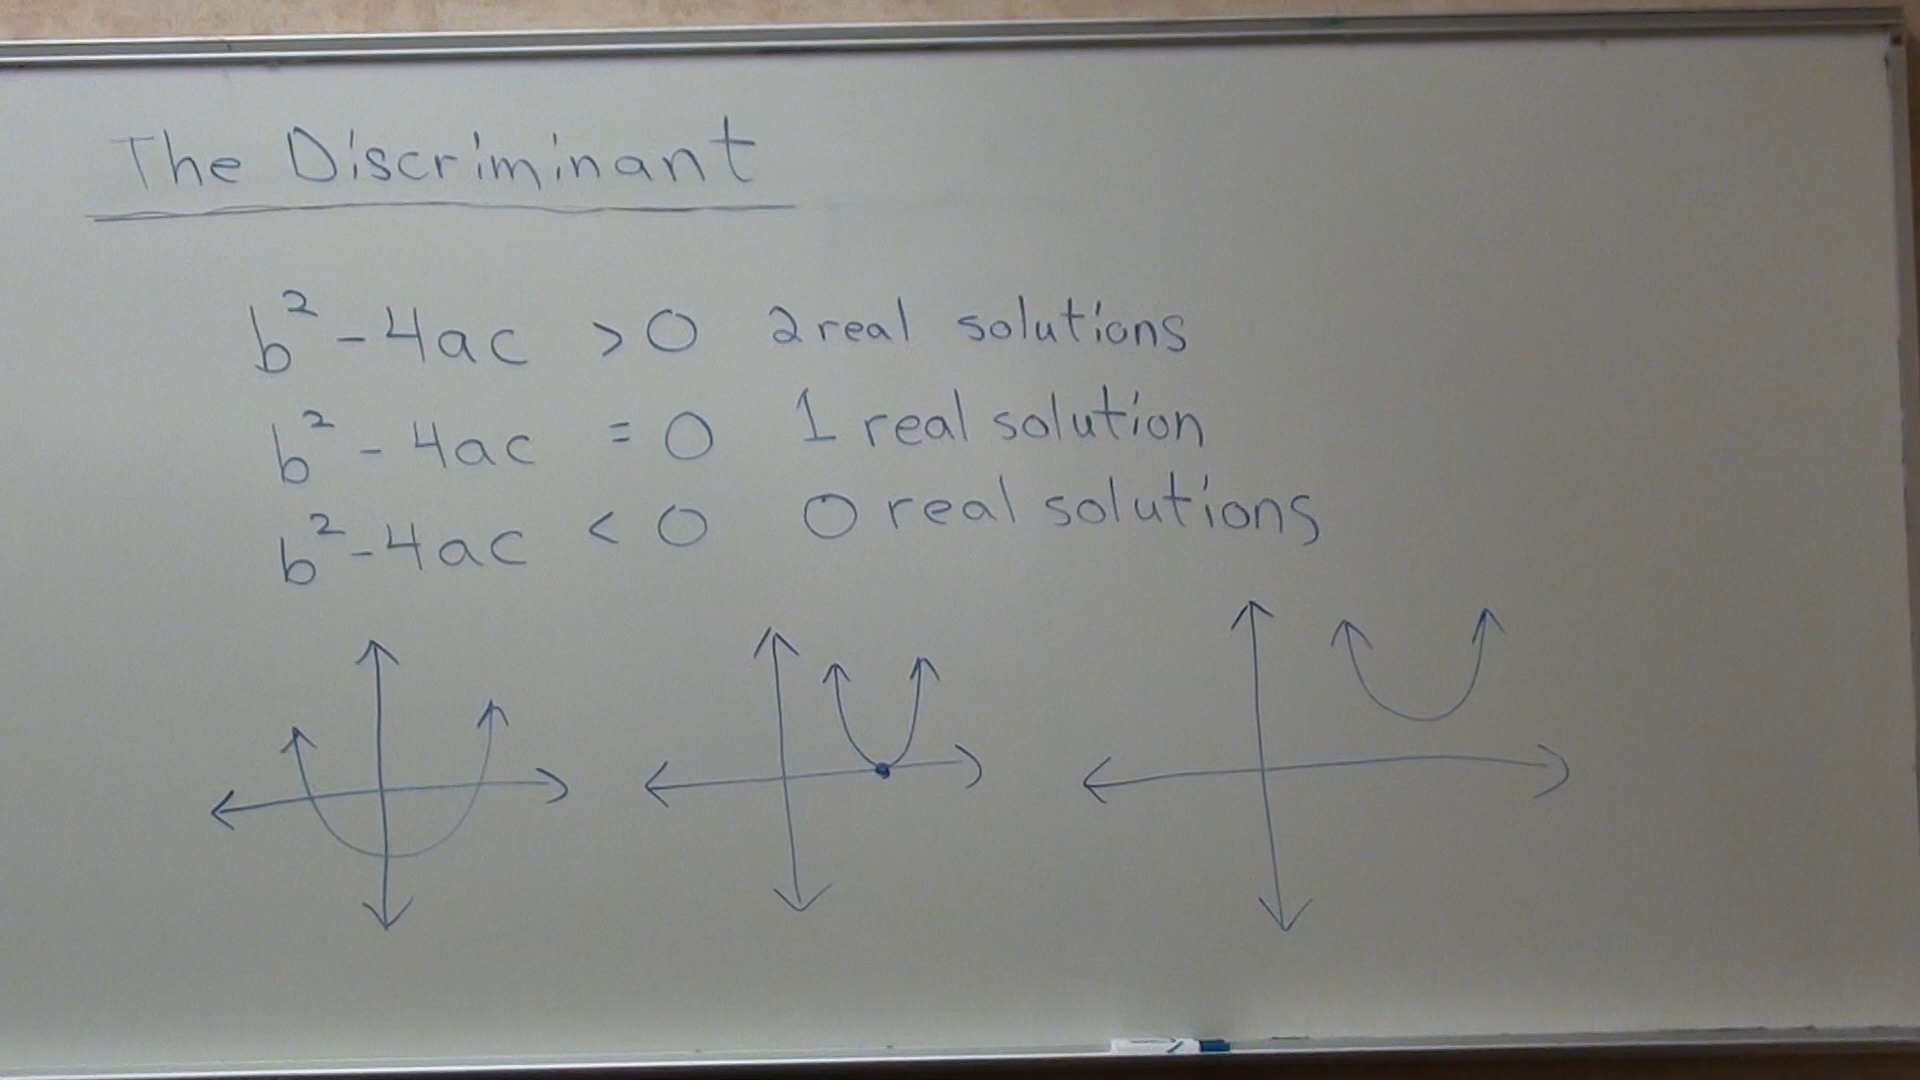 The Discriminant
b² - 4ac > 0 2 real solutions
b² - 4ac = 0 1 real solution
b² - 4ac < 0 0 real solutions